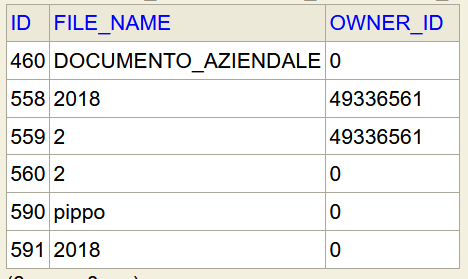 ID FILE_NAME OWNER_ID
460 DOCUMENTO_AZIENDALE 0
558 2018 49336561
559 2 49336561
560 2 0
590 pippo 0
591 2018 0